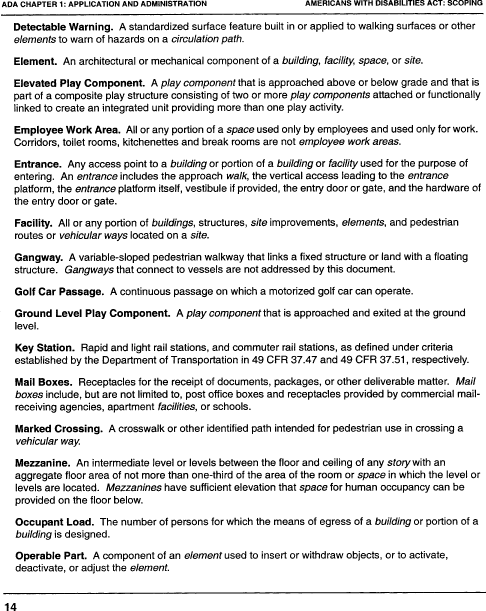 ADA CHAPTER 1: APPLICATION AND ADMINISTRATION
AMERICANS WITH DISABILITIES ACT: SCOPING
Detectable Warning. A standardized surface feature built in or applied to walking surfaces or other
elements to warn of hazards on a circulation path.
Element. An architectural or mechanical component of a building, facility, space, or site.
Elevated Play Component. A play component that is approached above or below grade and that is
part of a composite play structure consisting of two or more play components attached or functionally
linked to create an integrated unit providing more than one play activity.
Employee Work Area. All or any portion of a space used only by employees and used only for work.
Corridors, toilet rooms, kitchenettes and break rooms are not employee work areas.
Entrance. Any access point to a building or portion of a building or facility used for the purpose of
entering. An entrance includes the approach walk, the vertical access leading to the entrance
platform, the entrance platform itself, vestibule if provided, the entry door or gate, and the hardware of
the entry door or gate.
Facility. All or any portion of buildings, structures, site improvements, elements, and pedestrian
routes or vehicular ways located on a site.
Gangway. A variable-sloped pedestrian walkway that links a fixed structure or land with a floating
structure. Gangways that connect to vessels are not addressed by this document.
Golf Car Passage. A continuous passage on which a motorized golf car can operate.
Ground Level Play Component. A play component that is approached and exited at the ground
level.
Key Station. Rapid and light rail stations, and commuter rail stations, as defined under criteria
established by the Department of Transportation in 49 CFR 37.47 and 49 CFR 37.51, respectively.
Mail Boxes. Receptacles for the receipt of documents, packages, or other deliverable matter. Mail
boxes include, but are not limited to, post office boxes and receptacles provided by commercial mail-
receiving agencies, apartment facilities, or schools.
Marked Crossing. A crosswalk or other identified path intended for pedestrian use in crossing a
vehicular way.
Mezzanine. An intermediate level or levels between the floor and ceiling of any story with an
aggregate floor area of not more than one-third of the area of the room or space in which the level or
levels are located. Mezzanines have sufficient elevation that space for human occupancy can be
provided on the floor below.
Occupant Load. The number of persons for which the means of egress of a building or portion of a
building is designed.
Operable Part. A component of an element used to insert or withdraw objects, or to activate,
deactivate, or adjust the element.
14